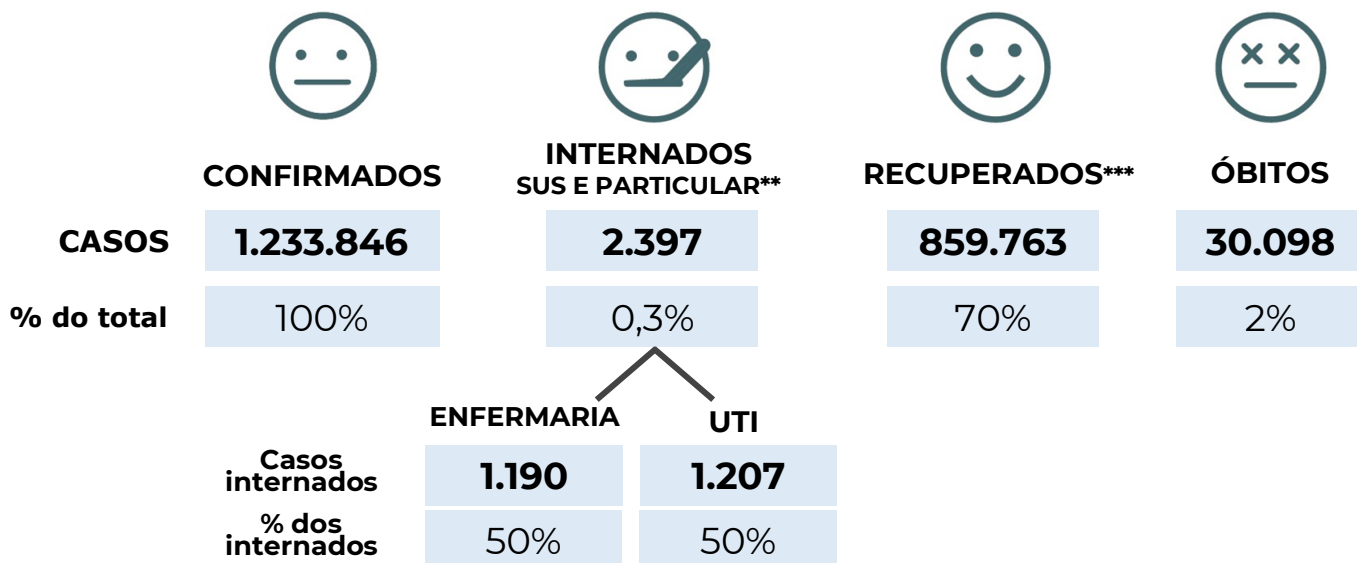 CONFIRMADOS
INTERNADOS
SUS E PARTICULAR**
RECUPERADOS***
ÓBITOS
CASOS 1.233.846 2.397 859.763 30.098
% do total 100% 0,3% 70% 2%
ENFERMARIA UTI
Casos
internados 1.190 1.207
% dos
internados 50% 50%